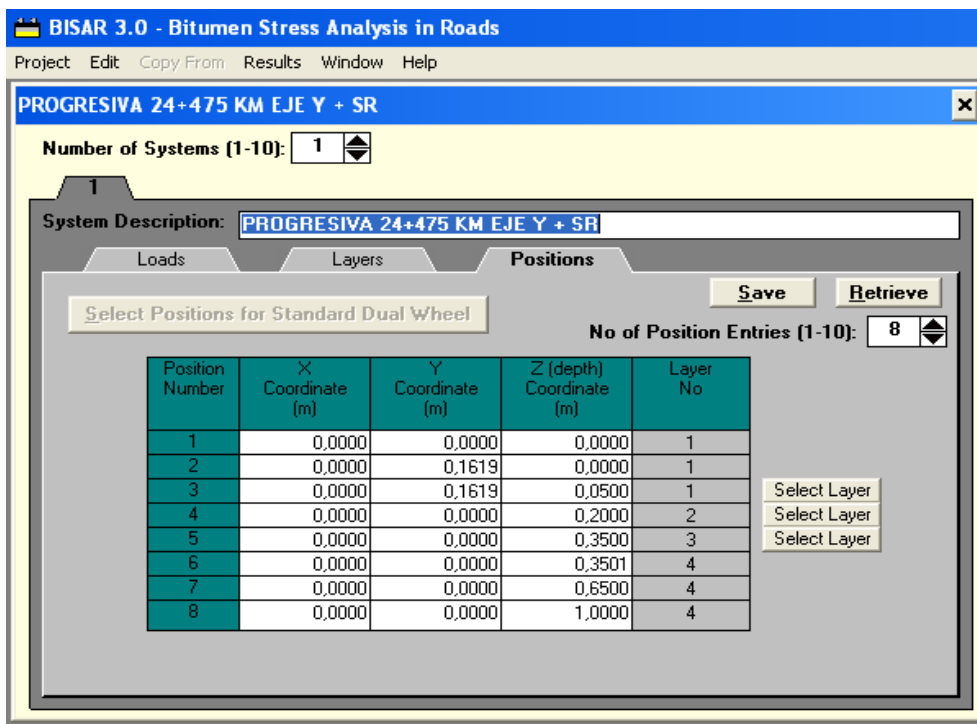 BISAR 3.0 - Bitumen Stress Analysis in Roads
Project Edit Copy From Results Window Help
PROGRESIVA 24+475 KM EJE Y + SR
Number of Systems (1-10): 1
1
System Description: PROGRESIVA 24+475 KM EJE Y + SR
Loads Layers Positions
Save Retrieve
Select Positions for Standard Dual Wheel
No of Position Entries (1-10): 8
Position Number X Coordinate (m) Y Coordinate (m) Z (depth) Coordinate (m) Layer No
1 0,0000 0,0000 0,0000 1
2 0,0000 0,1619 0,0000 1
3 0,0000 0,1619 0,0500 1 Select Layer
4 0,0000 0,0000 0,2000 2 Select Layer
5 0,0000 0,0000 0,3500 3 Select Layer
6 0,0000 0,0000 0,3501 4
7 0,0000 0,0000 0,6500 4
8 0,0000 0,0000 1,0000 4